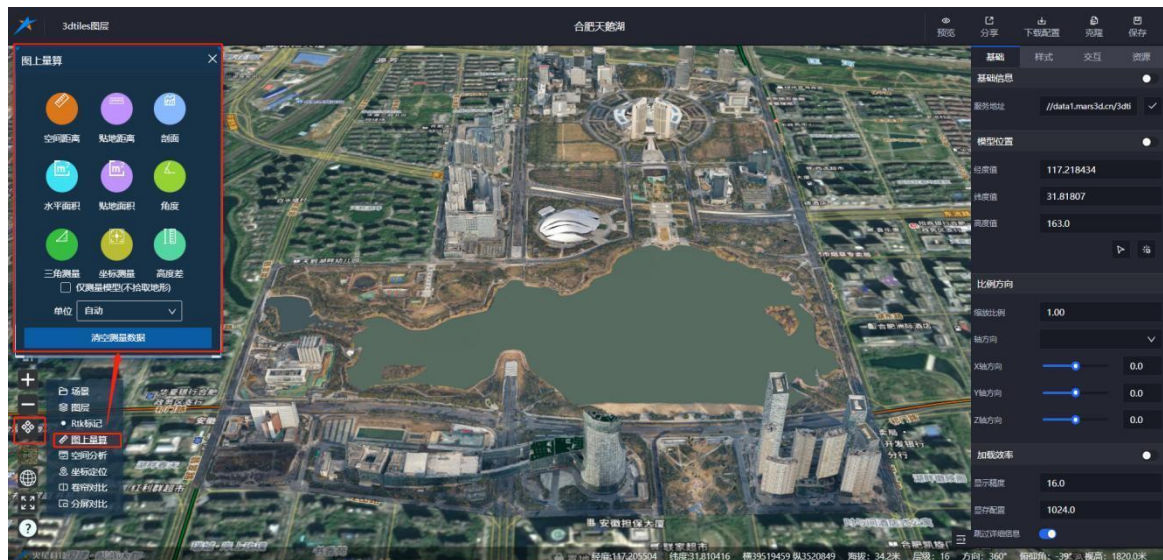 3dtiles图层
合肥天鹅湖
预览
分享
下载配置
克隆
保存
图上量算
空间距离
贴地距离
剖面
水平面积
贴地面积
角度
三角测量
坐标测量
高度差
仅测量模型(不拾取地形)
单位
自动
清空测量数据
场景
图层
Rtk标记
图上量算
空间分析
坐标定位
卷帘对比
分屏对比
安徽担保大厦
基础
样式
交互
资源
基础信息
服务地址
//data1.mars3d.cn/3dti
模型位置
经度值
117.218434
纬度值
31.81807
高度值
163.0
比例方向
缩放比例
1.00
轴方向
X轴方向
0.0
Y轴方向
0.0
Z轴方向
0.0
加载效率
显示精度
16.0
显存配置
1024.0
跳过详细信息
经度:117.205504 纬度:31.810416 横39519459 纵3520849 海拔: 34.2米 层级: 16 方向: 360° 俯仰角: -39° 视高: 1820.0米